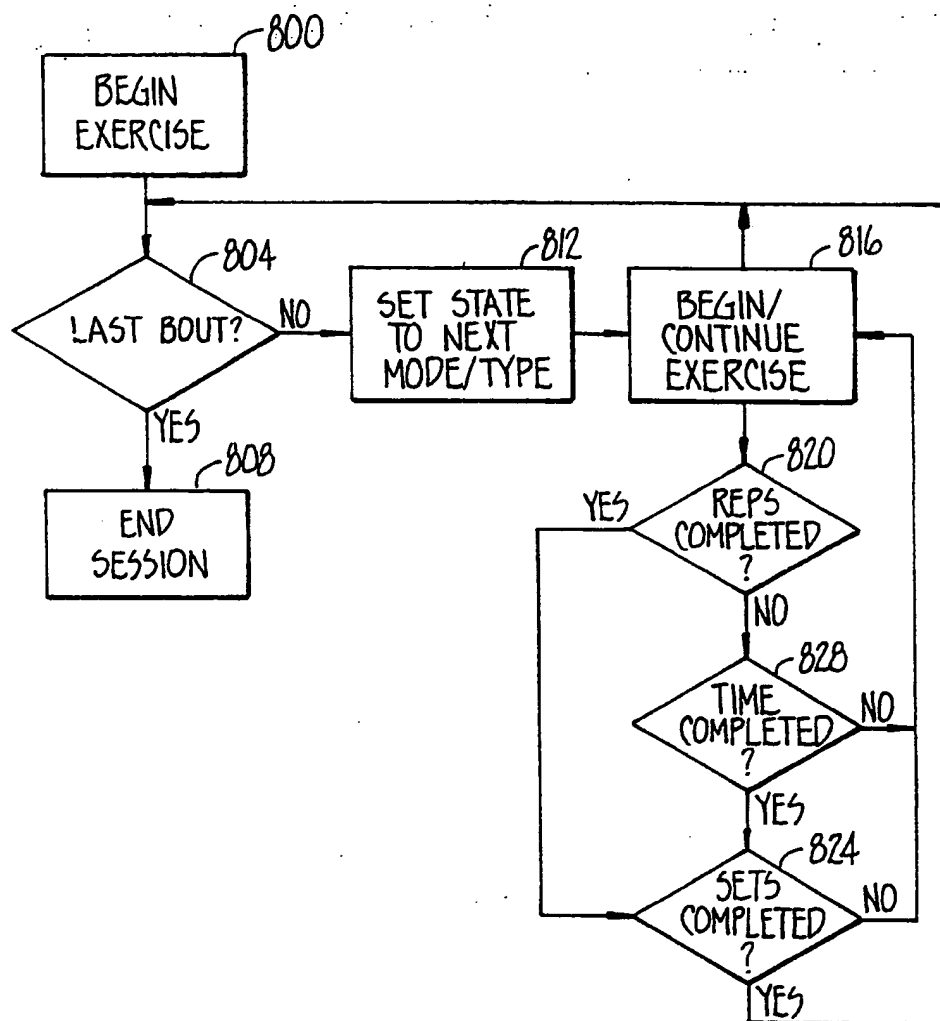 800
BEGIN
EXERCISE
804
LAST BOUT?
NO
YES
808
END
SESSION
812
SET STATE
TO NEXT
MODE/TYPE
816
BEGIN/
CONTINUE
EXERCISE
820
YES
REPS
COMPLETED
?
NO
828
TIME
COMPLETED
?
NO
YES
824
SETS
COMPLETED
?
NO
YES